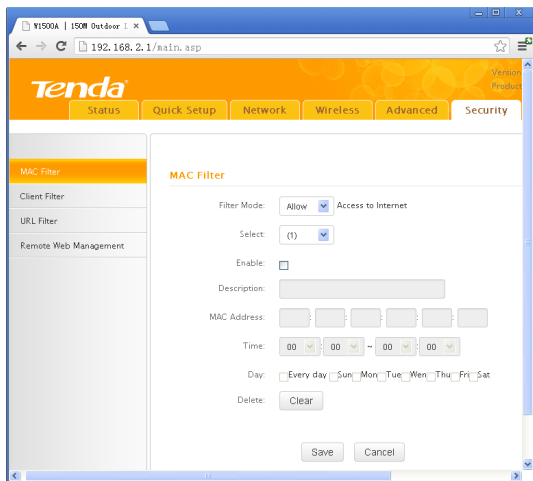 W1500A | 150M Outdoor
192.168.2.1/main.asp
Tenda
Version
Product
Status
Quick Setup
Network
Wireless
Advanced
Security
MAC Filter
Client Filter
URL Filter
Remote Web Management
MAC Filter
Filter Mode: Allow Access to Internet
Select: (1)
Enable:
Description:
MAC Address: : : : : :
Time: 00 : 00 ~ 00 : 00
Day: Every day Sun Mon Tue Wen Thu Fri Sat
Delete: Clear
Save Cancel